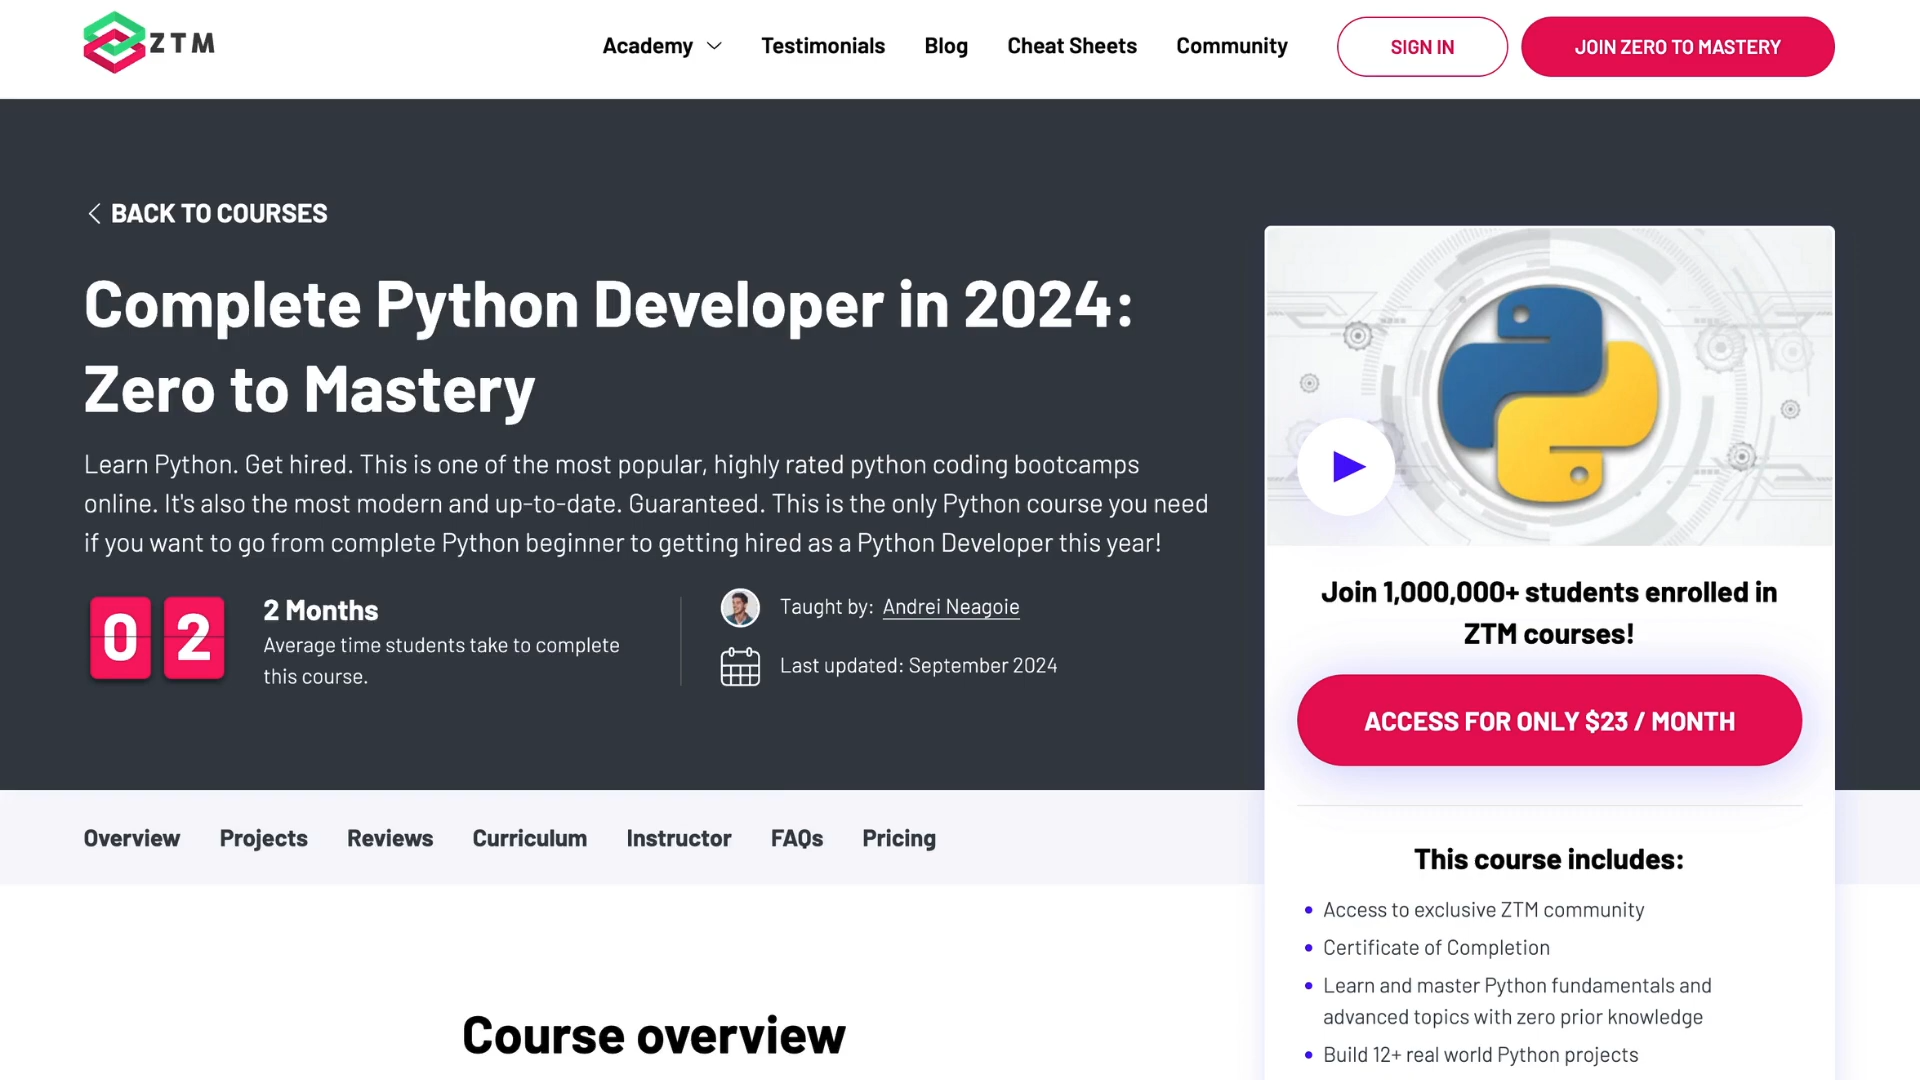 ZTM
Academy
Testimonials
Blog
Cheat Sheets
Community
SIGN IN
JOIN ZERO TO MASTERY
BACK TO COURSES
Complete Python Developer in 2024:
Zero to Mastery
Learn Python. Get hired. This is one of the most popular, highly rated python coding bootcamps
online. It's also the most modern and up-to-date. Guaranteed. This is the only Python course you need
if you want to go from complete Python beginner to getting hired as a Python Developer this year!
02
2 Months
Average time students take to complete
this course.
Taught by: Andrei Neagoie
Last updated: September 2024
Join 1,000,000+ students enrolled in
ZTM courses!
ACCESS FOR ONLY $23 / MONTH
This course includes:
Access to exclusive ZTM community
Certificate of Completion
Learn and master Python fundamentals and
advanced topics with zero prior knowledge
Build 12+ real world Python projects
Overview
Projects
Reviews
Curriculum
Instructor
FAQs
Pricing
Course overview